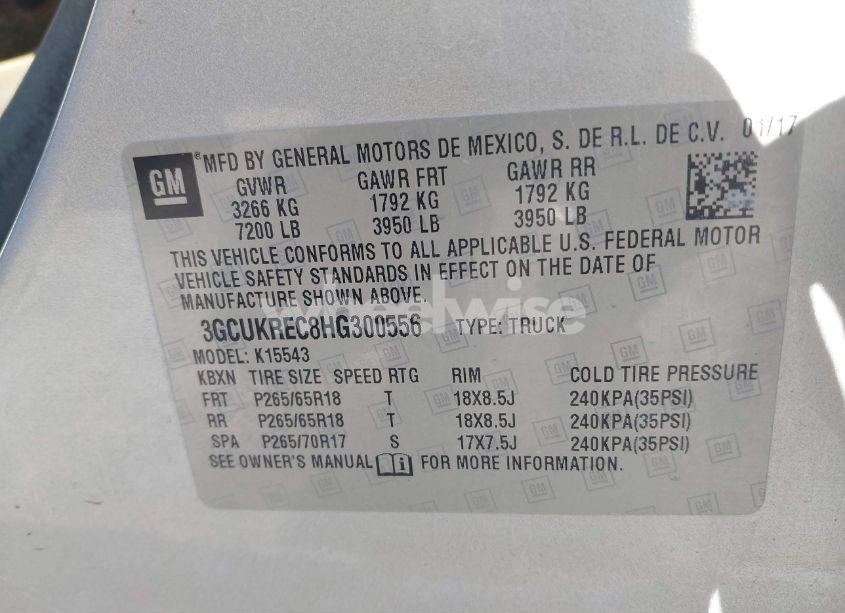 GM
MFD BY GENERAL MOTORS DE MEXICO, S. DE R.L. DE C.V. 01/17
GVWR GAWR FRT GAWR RR
3266 KG 1792 KG 1792 KG
7200 LB 3950 LB 3950 LB
THIS VEHICLE CONFORMS TO ALL APPLICABLE U.S. FEDERAL MOTOR
VEHICLE SAFETY STANDARDS IN EFFECT ON THE DATE OF
MANUFACTURE SHOWN ABOVE.
wheelwise
3GCUKREC8HG300556 TYPE: TRUCK
MODEL: K15543
KBXN TIRE SIZE SPEED RTG RIM COLD TIRE PRESSURE
FRT P265/65R18 T 18X8.5J 240KPA(35PSI)
RR P265/65R18 T 18X8.5J 240KPA(35PSI)
SPA P265/70R17 S 17X7.5J 240KPA(35PSI)
SEE OWNER'S MANUAL FOR MORE INFORMATION.